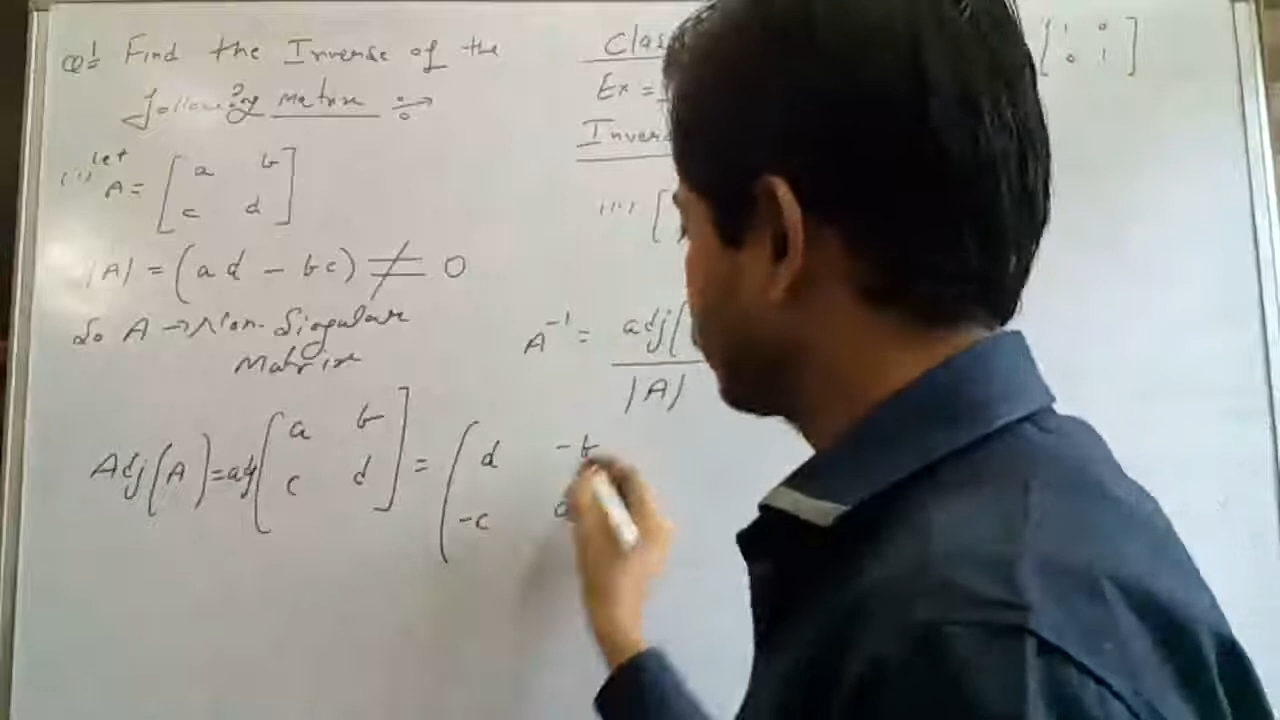 Q1 Find the Inverse of the
following Matrix ÷→
(i) let A = [ a b
c d ]
|A| = (ad - bc) ≠ 0
So A → Non-Singular
Matrix
Adj(A) = adj [ a b
c d ] = [ d -b
-c a
Clas
Ex =
Invers
[ 1 0
0 1 ]
(ii) [
A⁻¹ = adj(
|A|